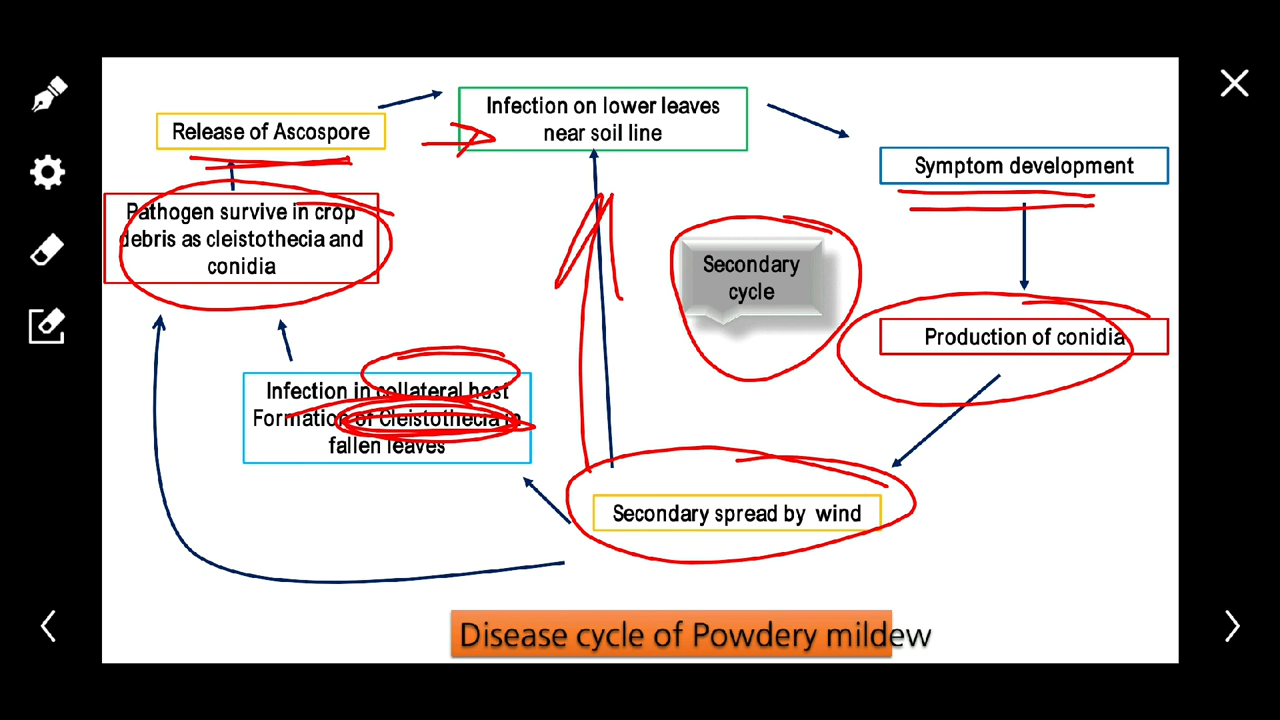 Release of Ascospore
Infection on lower leaves
near soil line
Symptom development
Pathogen survive in crop
debris as cleistothecia and
conidia
Secondary
cycle
Production of conidia
Infection in collateral host
Formation of Cleistothecia in
fallen leaves
Secondary spread by wind
Disease cycle of Powdery mildew